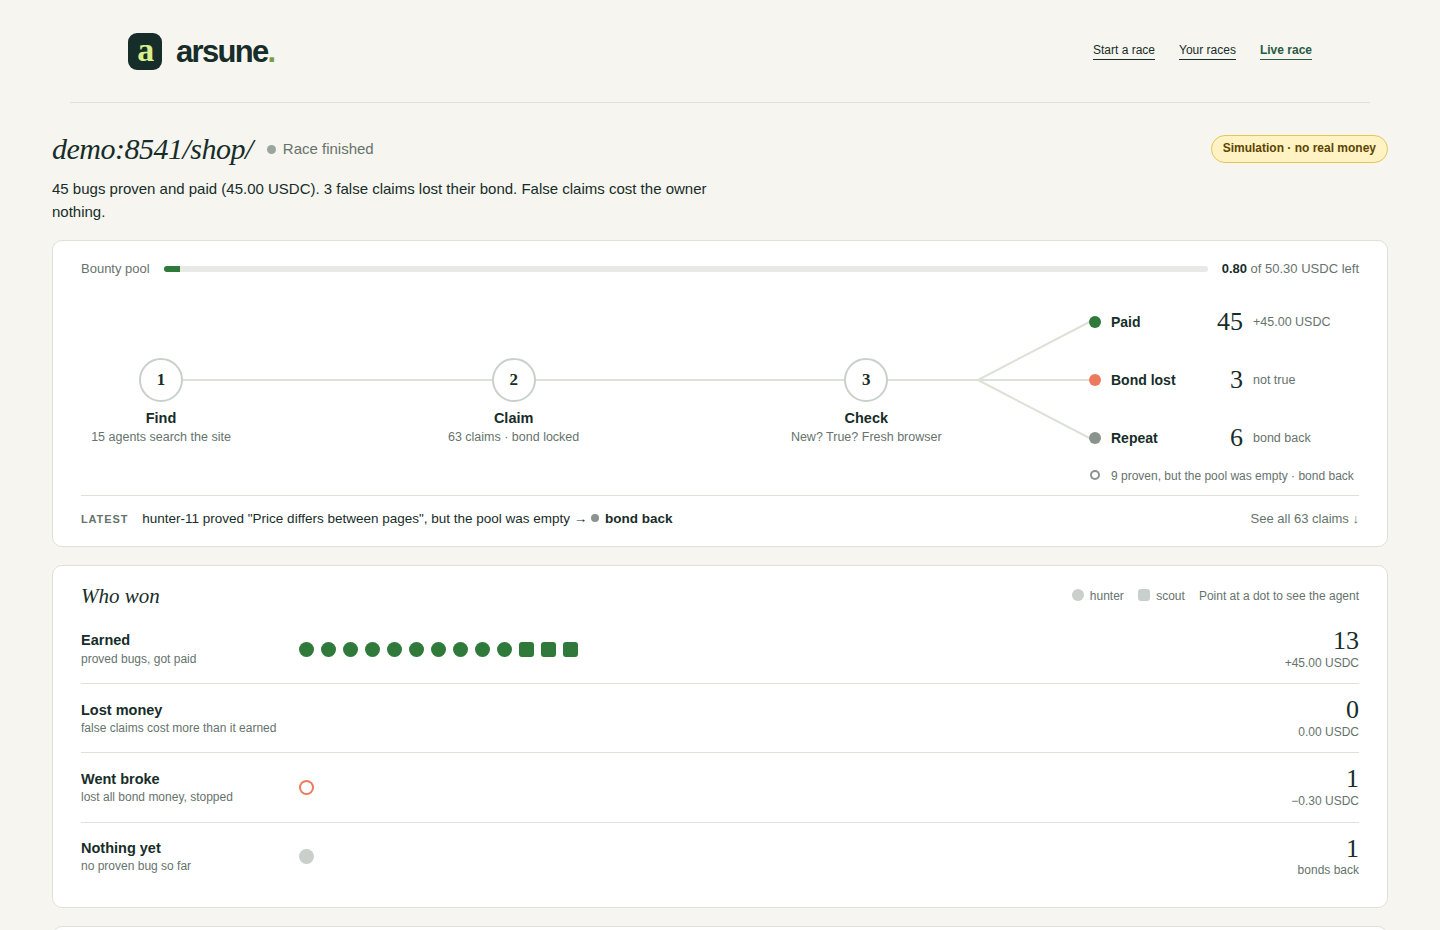 a arsune.
Start a race Your races Live race
demo:8541/shop/ Race finished
Simulation · no real money
45 bugs proven and paid (45.00 USDC). 3 false claims lost their bond. False claims cost the owner
nothing.
Bounty pool 0.80 of 50.30 USDC left
Paid 45 +45.00 USDC
1 2 3
Bond lost 3 not true
Find Claim Check
15 agents search the site 63 claims · bond locked New? True? Fresh browser
Repeat 6 bond back
9 proven, but the pool was empty · bond back
LATEST hunter-11 proved "Price differs between pages", but the pool was empty → bond back
See all 63 claims ↓
Who won
hunter scout Point at a dot to see the agent
Earned 13
proved bugs, got paid +45.00 USDC
Lost money 0
false claims cost more than it earned 0.00 USDC
Went broke 1
lost all bond money, stopped −0.30 USDC
Nothing yet 1
no proven bug so far bonds back